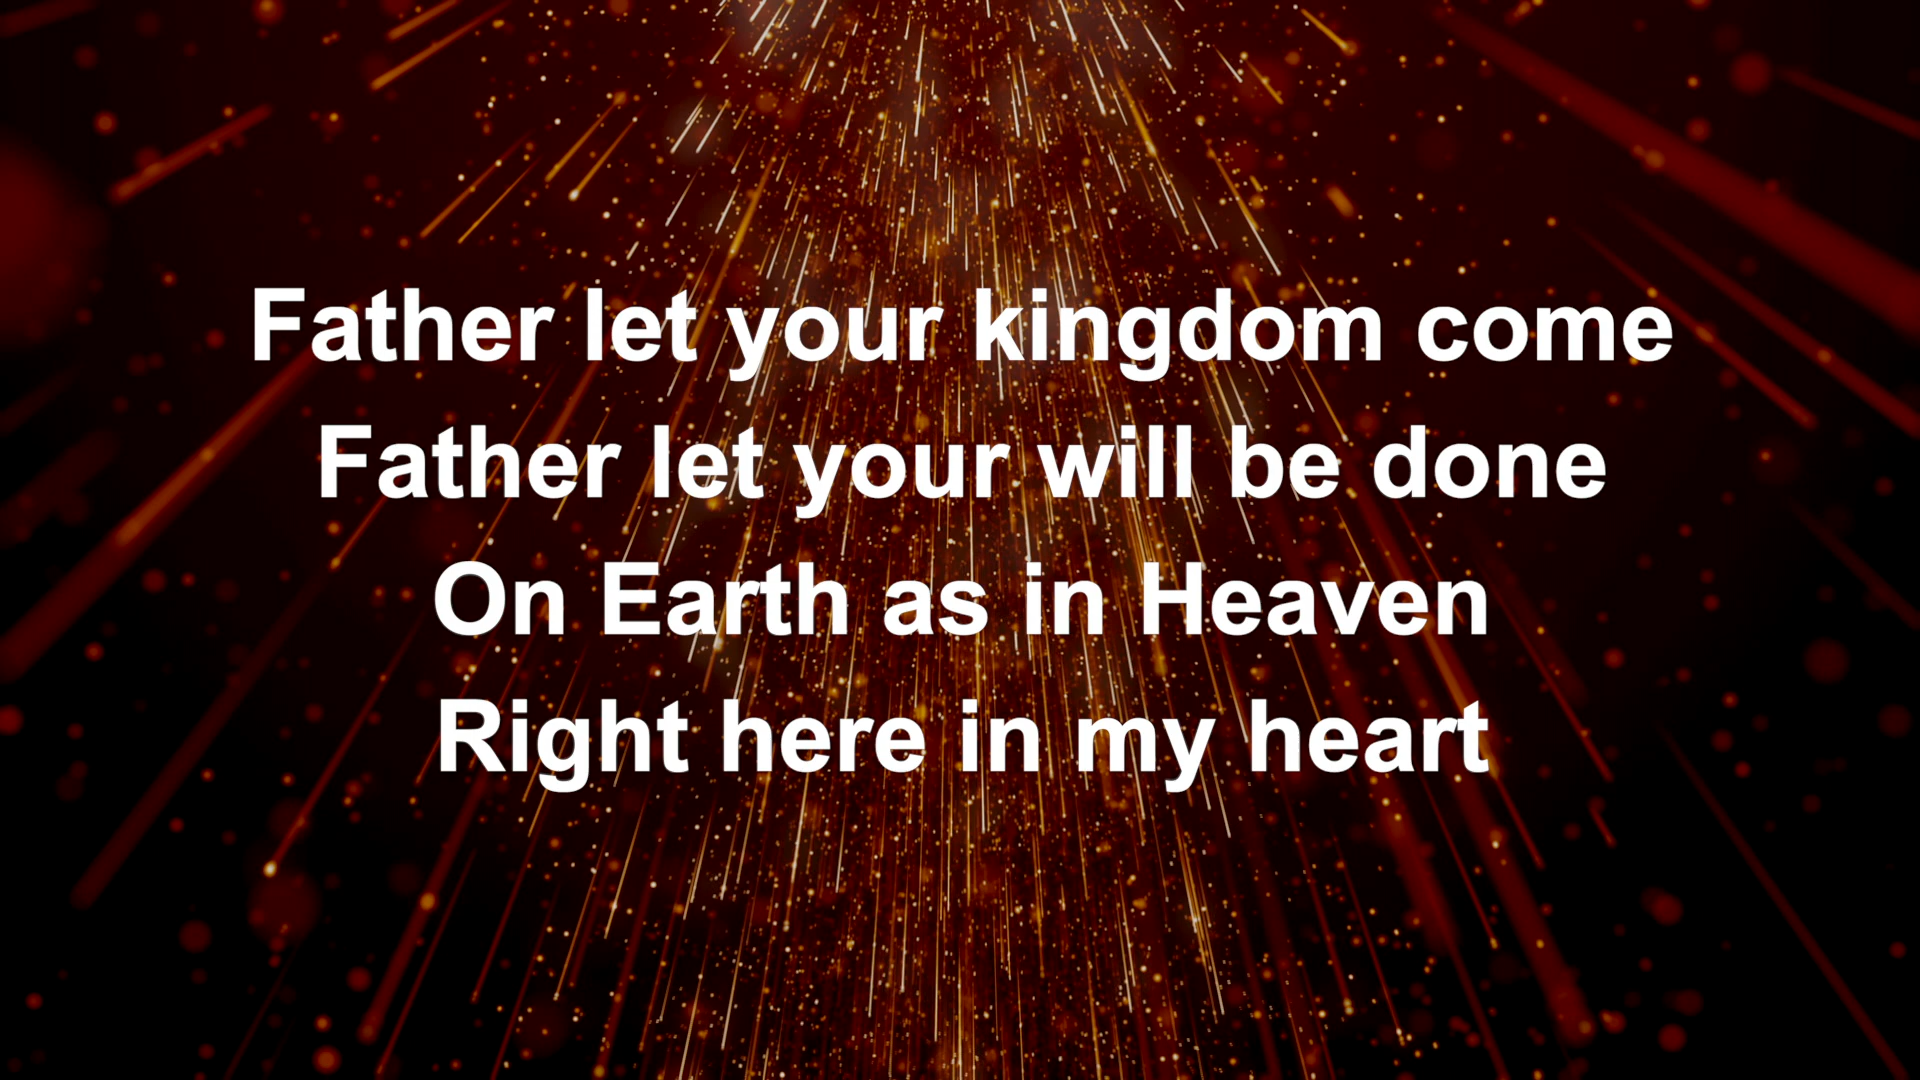 Father let your kingdom come
Father let your will be done
On Earth as in Heaven
Right here in my heart